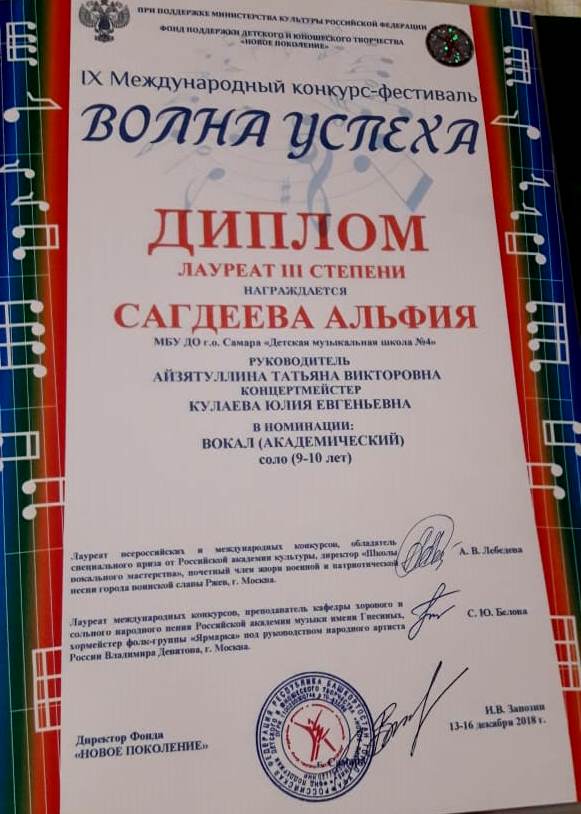 ПРИ ПОДДЕРЖКЕ МИНИСТЕРСТВА КУЛЬТУРЫ РОССИЙСКОЙ ФЕДЕРАЦИИ
ФОНД ПОДДЕРЖКИ ДЕТСКОГО И ЮНОШЕСКОГО ТВОРЧЕСТВА
«НОВОЕ ПОКОЛЕНИЕ»
IX Международный конкурс-фестиваль
ВОЛНА УСПЕХА
ДИПЛОМ
ЛАУРЕАТ III СТЕПЕНИ
НАГРАЖДАЕТСЯ
САГДЕЕВА АЛЬФИЯ
МБУ ДО г.о. Самара «Детская музыкальная школа №4»
РУКОВОДИТЕЛЬ
АЙЗЯТУЛЛИНА ТАТЬЯНА ВИКТОРОВНА
КОНЦЕРТМЕЙСТЕР
КУЛАЕВА ЮЛИЯ ЕВГЕНЬЕВНА
В НОМИНАЦИИ:
ВОКАЛ (АКАДЕМИЧЕСКИЙ)
соло (9-10 лет)
Лауреат всероссийских и международных конкурсов, обладатель
специального приза от Российской академии культуры, директор «Школы
вокального мастерства», почетный член жюри военной и патриотической
песни города воинской славы Ржев, г. Москва.
А. В. Лебедева
Лауреат международных конкурсов, преподаватель кафедры хорового и
сольного народного пения Российской академии музыки имени Гнесиных,
хормейстер фолк-группы «Ярмарка» под руководством народного артиста
России Владимира Девятова, г. Москва.
С. Ю. Белова
Директор Фонда
«НОВОЕ ПОКОЛЕНИЕ»
РОССИЙСКАЯ ФЕДЕРАЦИЯ РЕСПУБЛИКА БАШКОРТОСТАН
И.В. Завозин
13-16 декабря 2018 г.